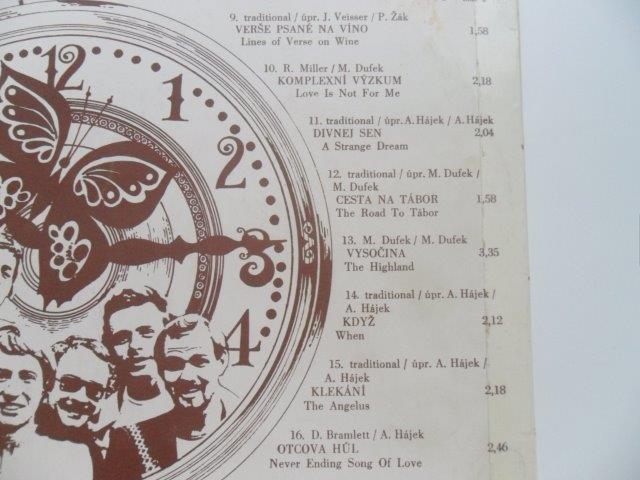 9. traditional / úpr. J. Veisser / P. Žák
VERŠE PSANÉ NA VÍNO 1,58
Lines of Verse on Wine
10. R. Miller / M. Dufek
KOMPLEXNÍ VÝZKUM 2,18
Love Is Not For Me
11. traditional / úpr. A. Hájek / A. Hájek
DIVNEJ SEN 2,04
A Strange Dream
12. traditional / úpr. M. Dufek /
M. Dufek
CESTA NA TÁBOR 1,58
The Road To Tábor
13. M. Dufek / M. Dufek
VYSOČINA 3,35
The Highland
14. traditional / úpr. A. Hájek /
A. Hájek
KDYŽ 2,12
When
15. traditional / úpr. A. Hájek /
A. Hájek
KLEKÁNÍ 2,18
The Angelus
16. D. Bramlett / A. Hájek
OTCOVA HŮL 2,46
Never Ending Song Of Love
12
1
2
3
4